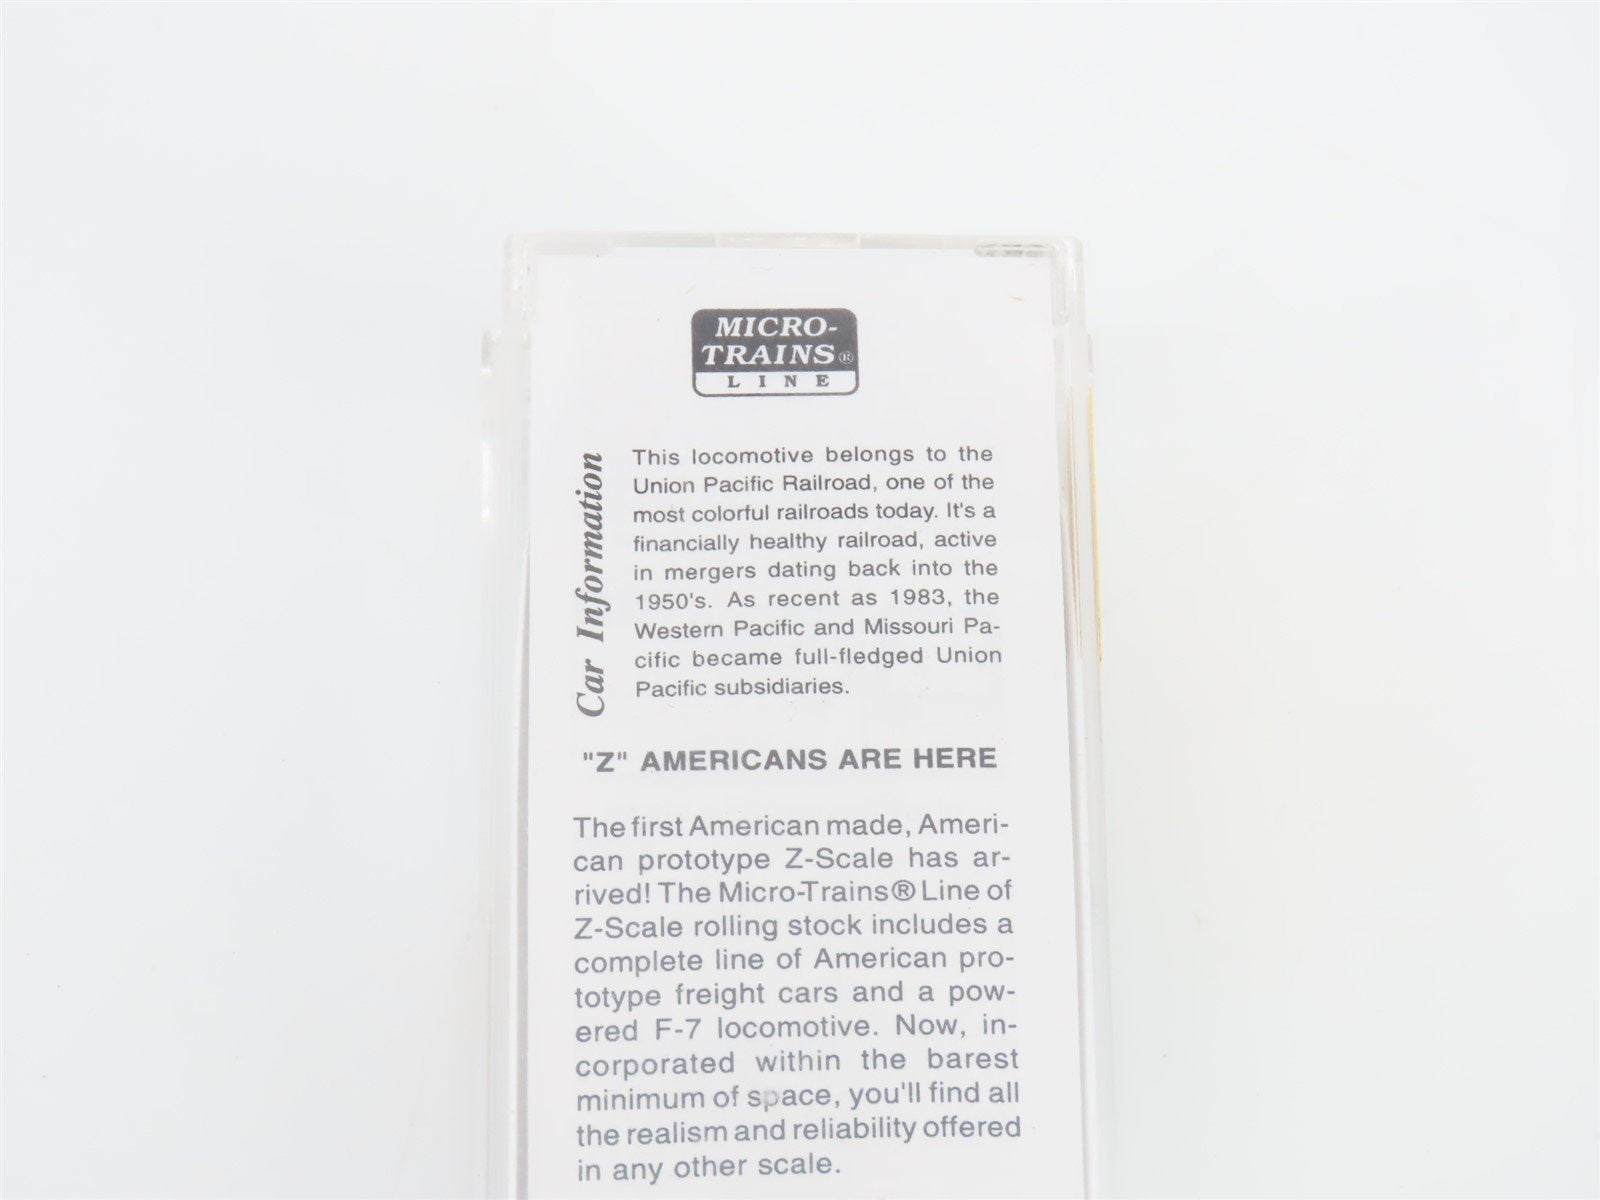 MICRO-
TRAINS®
LINE
Car Information
This locomotive belongs to the
Union Pacific Railroad, one of the
most colorful railroads today. It's a
financially healthy railroad, active
in mergers dating back into the
1950's. As recent as 1983, the
Western Pacific and Missouri Pa-
cific became full-fledged Union
Pacific subsidiaries.
"Z" AMERICANS ARE HERE
The first American made, Ameri-
can prototype Z-Scale has ar-
rived! The Micro-Trains® Line of
Z-Scale rolling stock includes a
complete line of American pro-
totype freight cars and a pow-
ered F-7 locomotive. Now, in-
corporated within the barest
minimum of space, you'll find all
the realism and reliability offered
in any other scale.